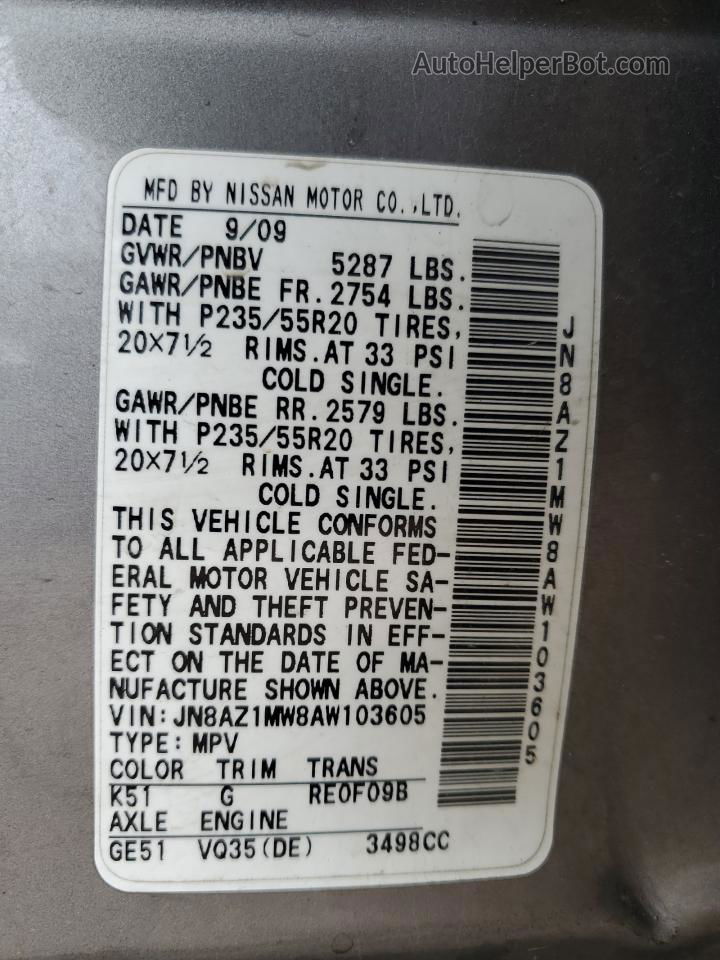 AutoHelperBot.com
MFD BY NISSAN MOTOR CO.,LTD.
DATE 9/09
GVWR/PNBV 5287 LBS.
GAWR/PNBE FR.2754 LBS.
WITH P235/55R20 TIRES,
20X7½ RIMS.AT 33 PSI
COLD SINGLE.
GAWR/PNBE RR.2579 LBS.
WITH P235/55R20 TIRES,
20X7½ RIMS.AT 33 PSI
COLD SINGLE.
THIS VEHICLE CONFORMS
TO ALL APPLICABLE FED-
ERAL MOTOR VEHICLE SA-
FETY AND THEFT PREVEN-
TION STANDARDS IN EFF-
ECT ON THE DATE OF MA-
NUFACTURE SHOWN ABOVE.
VIN:JN8AZ1MW8AW103605
TYPE:MPV
COLOR TRIM TRANS
K51 G RE0F09B
AXLE ENGINE
GE51 VQ35(DE) 3498CC
JN8AZ1MW8AW103605